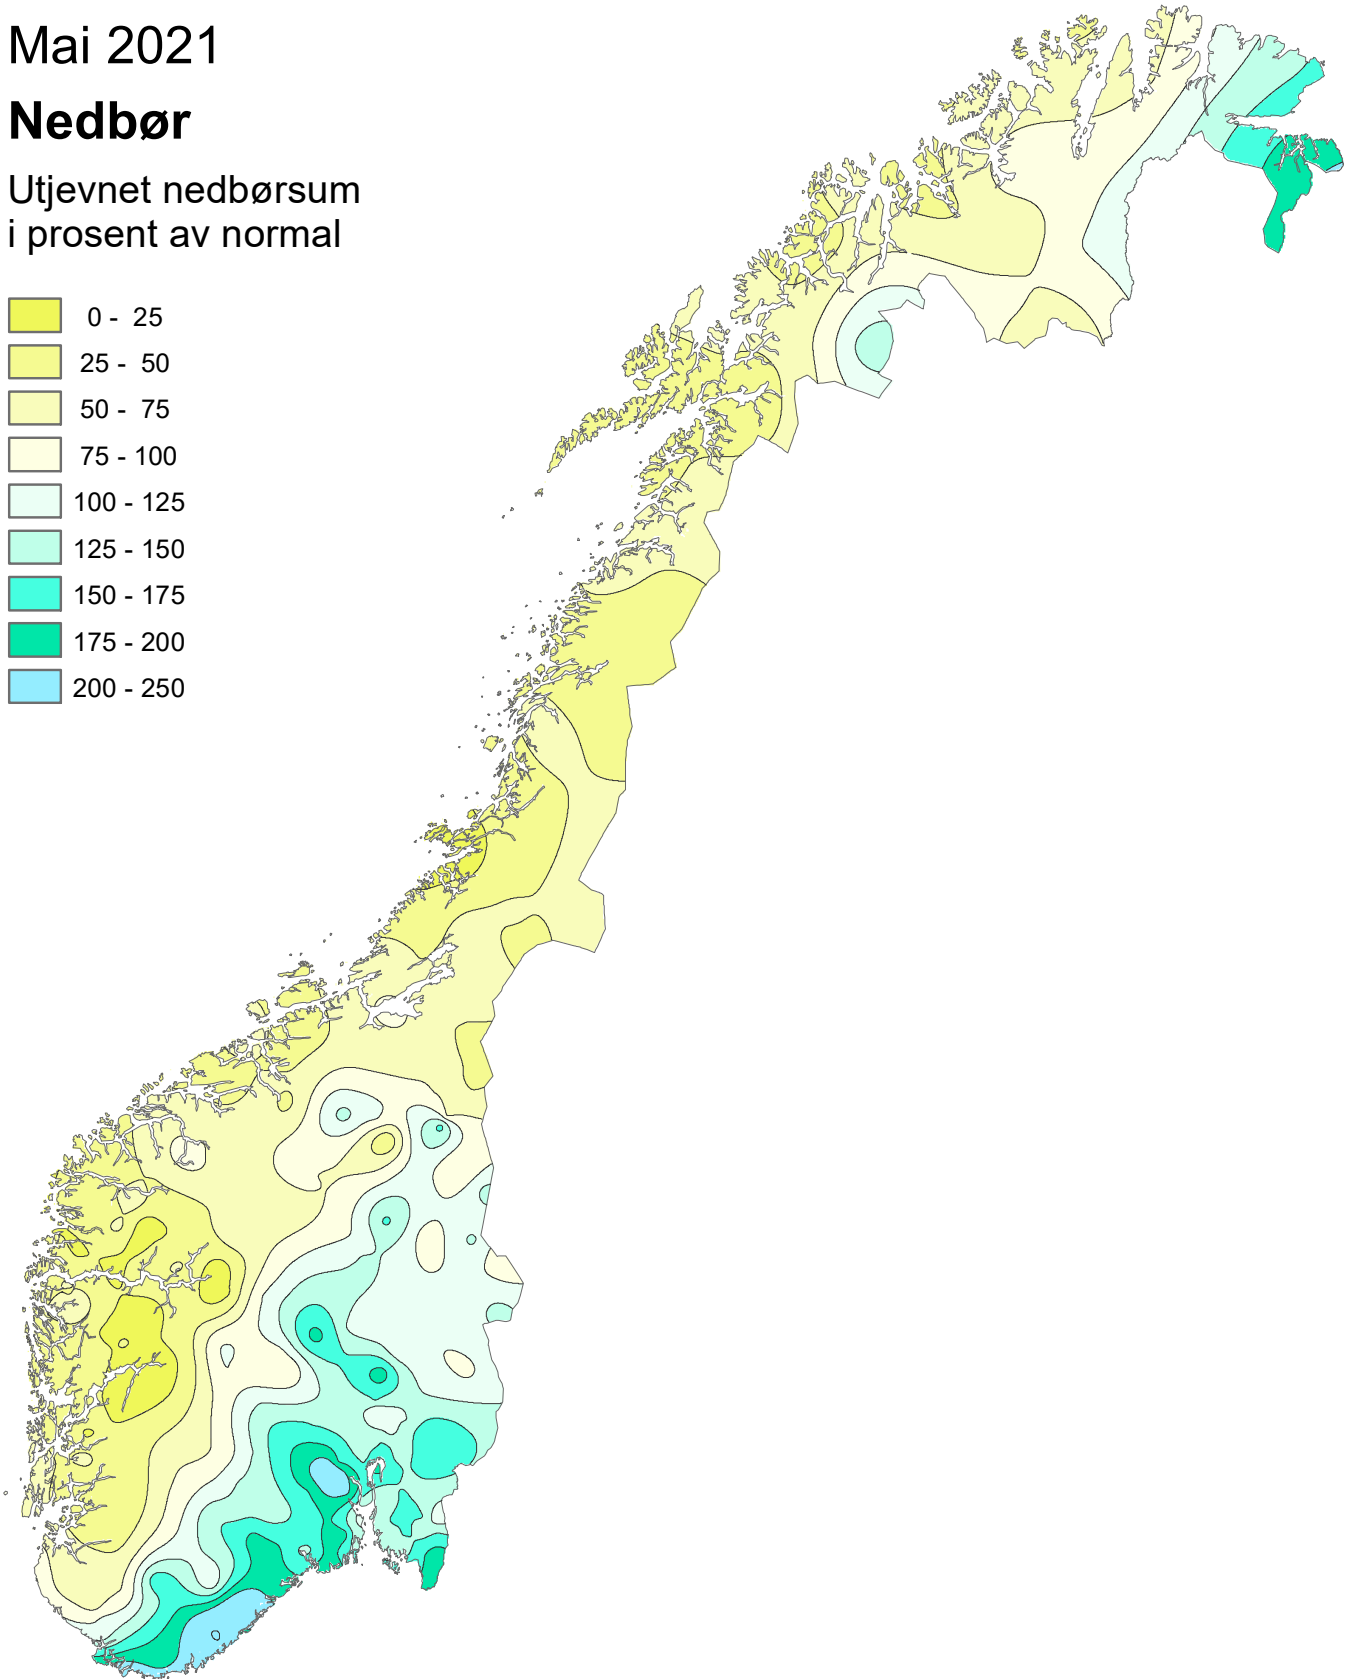 Mai 2021
Nedbør
Utjevnet nedbørsum
i prosent av normal
0 - 25
25 - 50
50 - 75
75 - 100
100 - 125
125 - 150
150 - 175
175 - 200
200 - 250